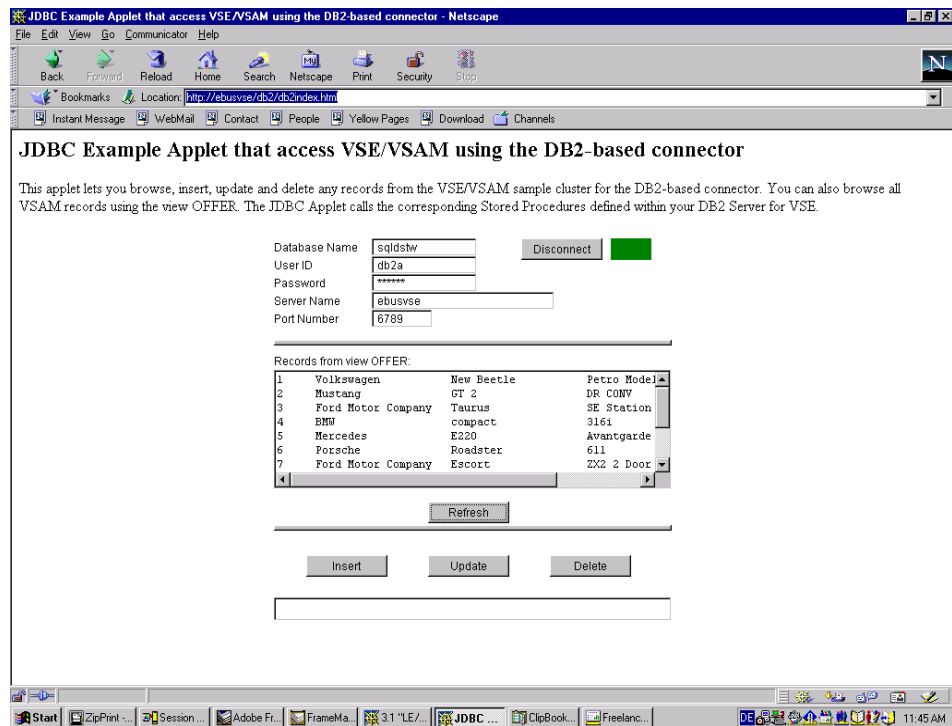 JDBC Example Applet that access VSE/VSAM using the DB2-based connector - Netscape
File Edit View Go Communicator Help
Back Forward Reload Home Search Netscape Print Security Stop
My
N
Bookmarks Location: http://ebusvse/db2/db2index.htm
Instant Message WebMail Contact People Yellow Pages Download Channels
JDBC Example Applet that access VSE/VSAM using the DB2-based connector
This applet lets you browse, insert, update and delete any records from the VSE/VSAM sample cluster for the DB2-based connector. You can also browse all
VSAM records using the view OFFER. The JDBC Applet calls the corresponding Stored Procedures defined within your DB2 Server for VSE.
Database Name sqldstw Disconnect
User ID db2a
Password ******
Server Name ebusvse
Port Number 6789
Records from view OFFER:
1 Volkswagen New Beetle Petro Model
2 Mustang GT 2 DR CONV
3 Ford Motor Company Taurus SE Station
4 BMW compact 316i
5 Mercedes E220 Avantgarde
6 Porsche Roadster 611
7 Ford Motor Company Escort ZX2 2 Door
Refresh
Insert Update Delete
Start ZipPrint -... Session ... Adobe Fr... FrameMa... 3.1 "LE/... JDBC ... ClipBook... Freelanc... DE 11:45 AM